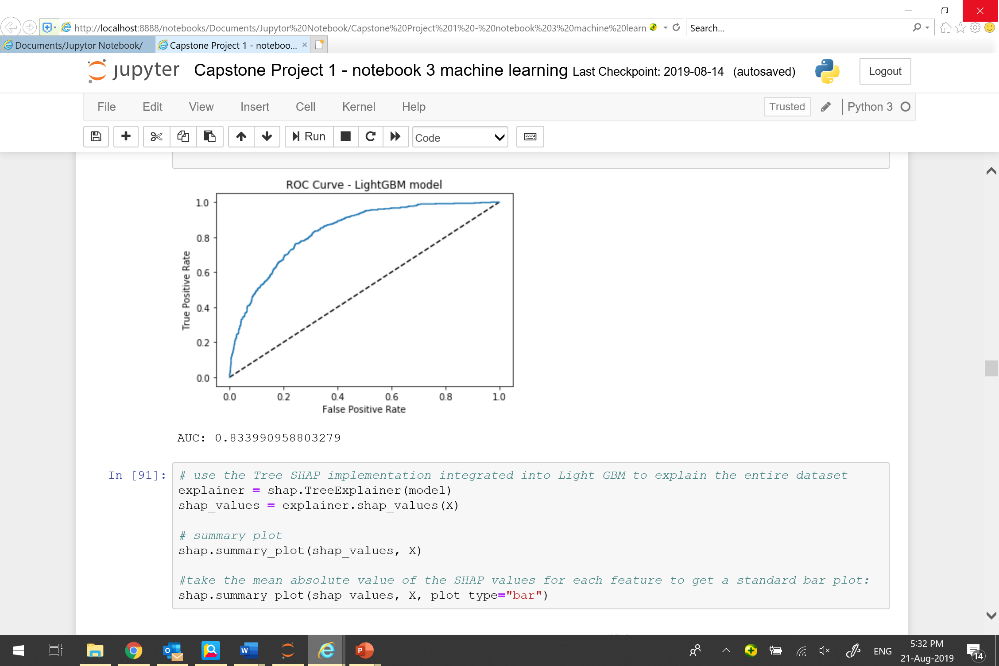 http://localhost:8888/notebooks/Documents/Jupytor%20Notebook/Capstone%20Project%201%20-%20notebook%203%20machine%20learn
Search...
Documents/Jupytor Notebook/
Capstone Project 1 - noteboo...
jupyter Capstone Project 1 - notebook 3 machine learning Last Checkpoint: 2019-08-14 (autosaved)
Logout
File Edit View Insert Cell Kernel Help
Trusted
Python 3
Run
Code
ROC Curve - LightGBM model
1.0
0.8
0.6
0.4
0.2
0.0
True Positive Rate
0.0 0.2 0.4 0.6 0.8 1.0
False Positive Rate
AUC: 0.833990958803279
In [91]:
# use the Tree SHAP implementation integrated into Light GBM to explain the entire dataset
explainer = shap.TreeExplainer(model)
shap_values = explainer.shap_values(X)
# summary plot
shap.summary_plot(shap_values, X)
#take the mean absolute value of the SHAP values for each feature to get a standard bar plot:
shap.summary_plot(shap_values, X, plot_type="bar")
ENG
5:32 PM
21-Aug-2019
14